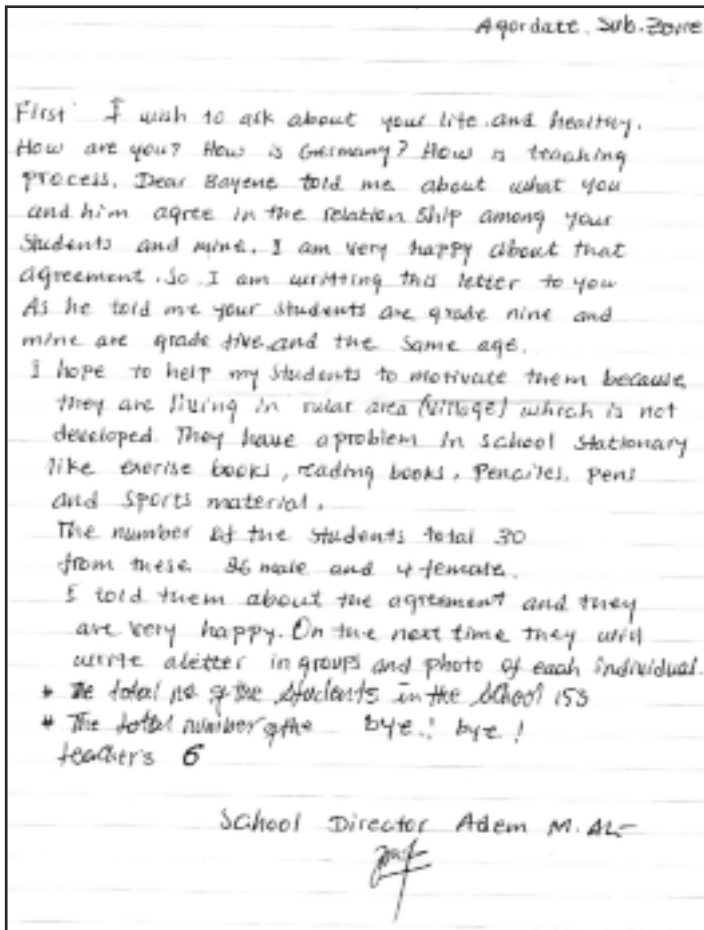 Agordate Sub-Zone
First I wish to ask about your life and healthy.
How are you? How is Germany? How is teaching
process. Dear Bayene told me about what you
and him agree in the relation ship among your
students and mine. I am very happy about that
agreement. So I am writting this letter to you
As he told me your students are grade nine and
mine are grade five and the same age.
I hope to help my students to motivate them because
they are living in rular area (village) which is not
developed. They have aproblem in school stationary
like exerise books, reading books, Penciles, Pens
and sports material.
The number of the students total 30
from these 26 male and 4 female.
I told them about the agreement and they
are very happy. On the next time they will
write aletter in groups and photo of each individual.
* The total no of the students in the school 153
* The total number of the bye! bye!
teachers 6
School Director Adem M. Ali